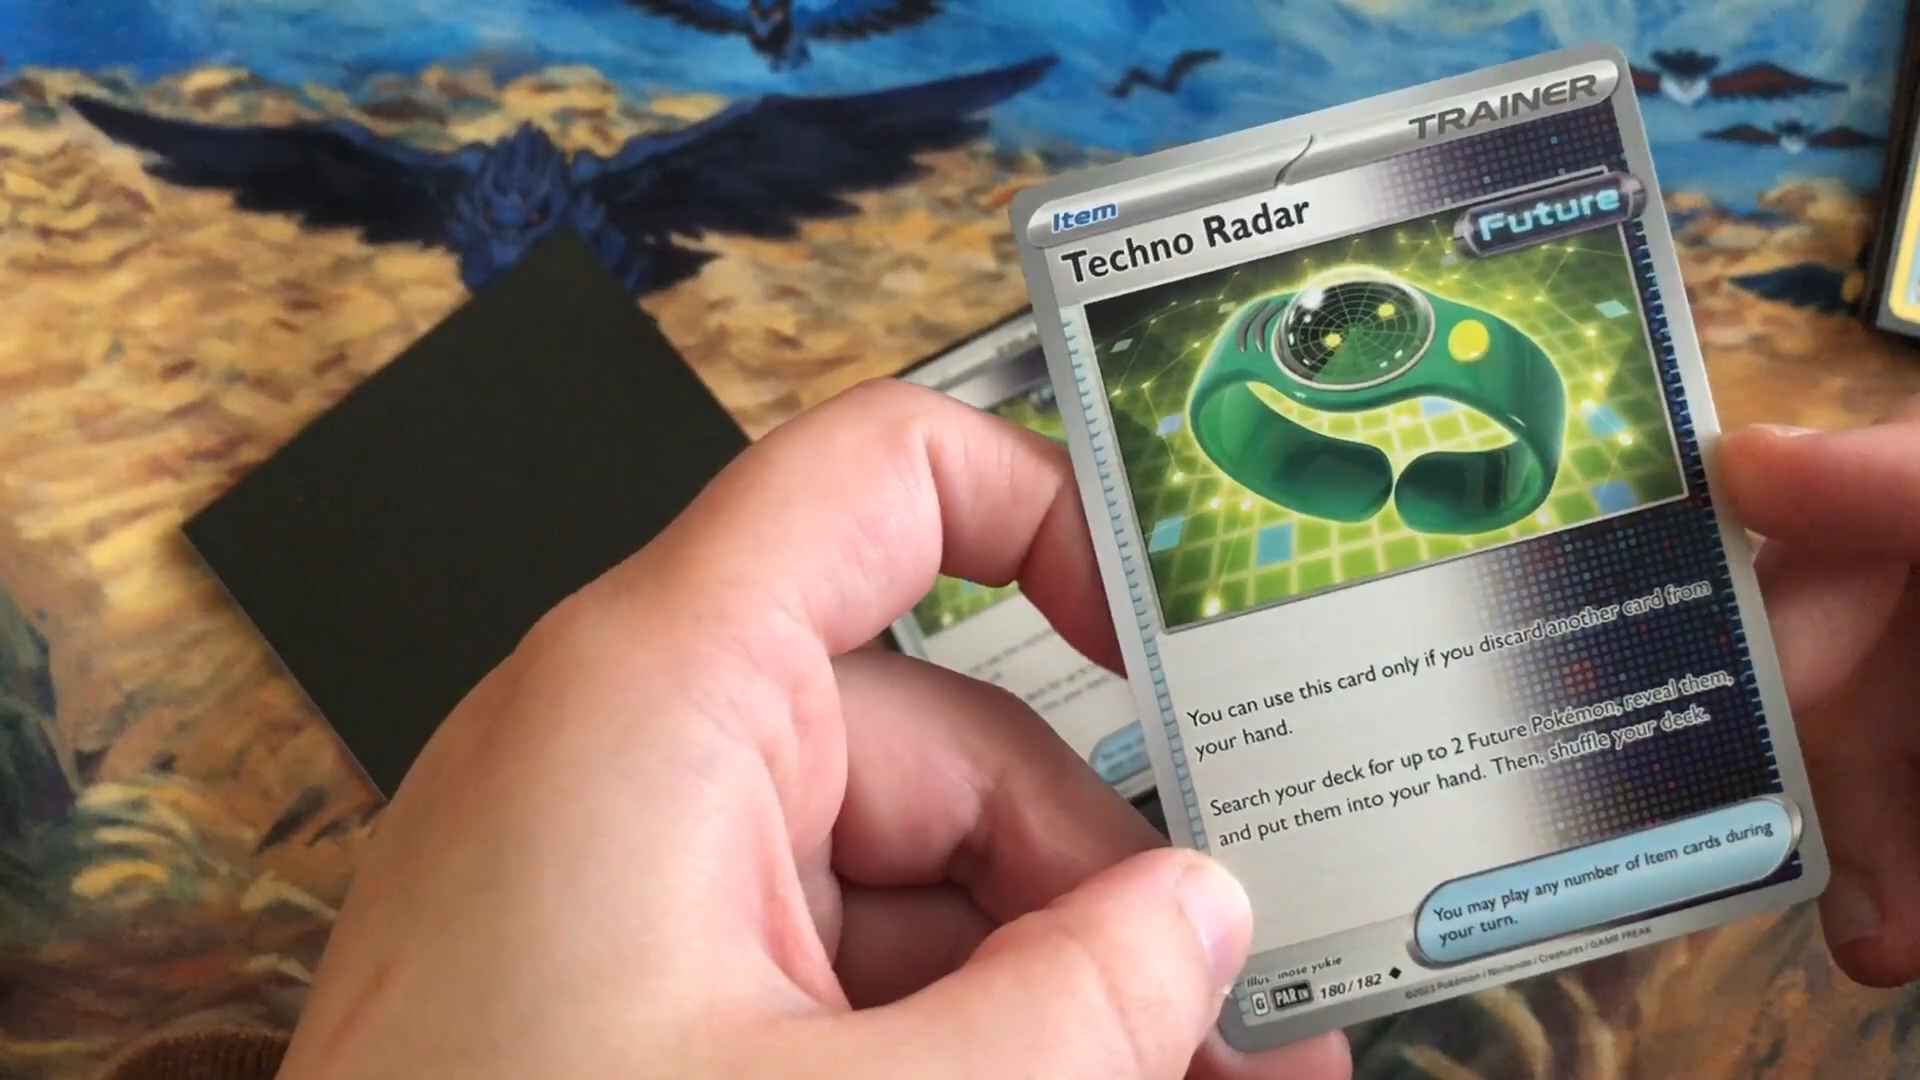 TRAINER
Item
Techno Radar
Future
You can use this card only if you discard another card from
your hand.
Search your deck for up to 2 Future Pokémon, reveal them,
and put them into your hand. Then, shuffle your deck.
You may play any number of Item cards during
your turn.
Illus. inose yukie
G PAR EN 180/182
©2023 Pokémon / Nintendo / Creatures / GAME FREAK